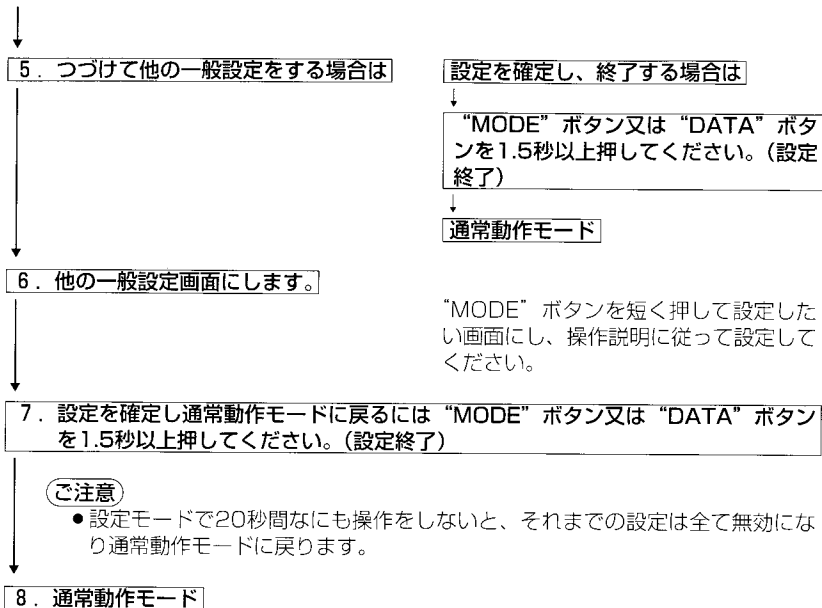 5．つづけて他の一般設定をする場合は
設定を確定し、終了する場合は
“MODE”ボタン又は“DATA”ボタ
ンを1.5秒以上押してください。(設定
終了)
通常動作モード
6．他の一般設定画面にします。
“MODE”ボタンを短く押して設定した
い画面にし、操作説明に従って設定して
ください。
7．設定を確定し通常動作モードに戻るには“MODE”ボタン又は“DATA”ボタン
を1.5秒以上押してください。(設定終了)
ご注意
●設定モードで20秒間なにも操作をしないと、それまでの設定は全て無効にな
り通常動作モードに戻ります。
8．通常動作モード